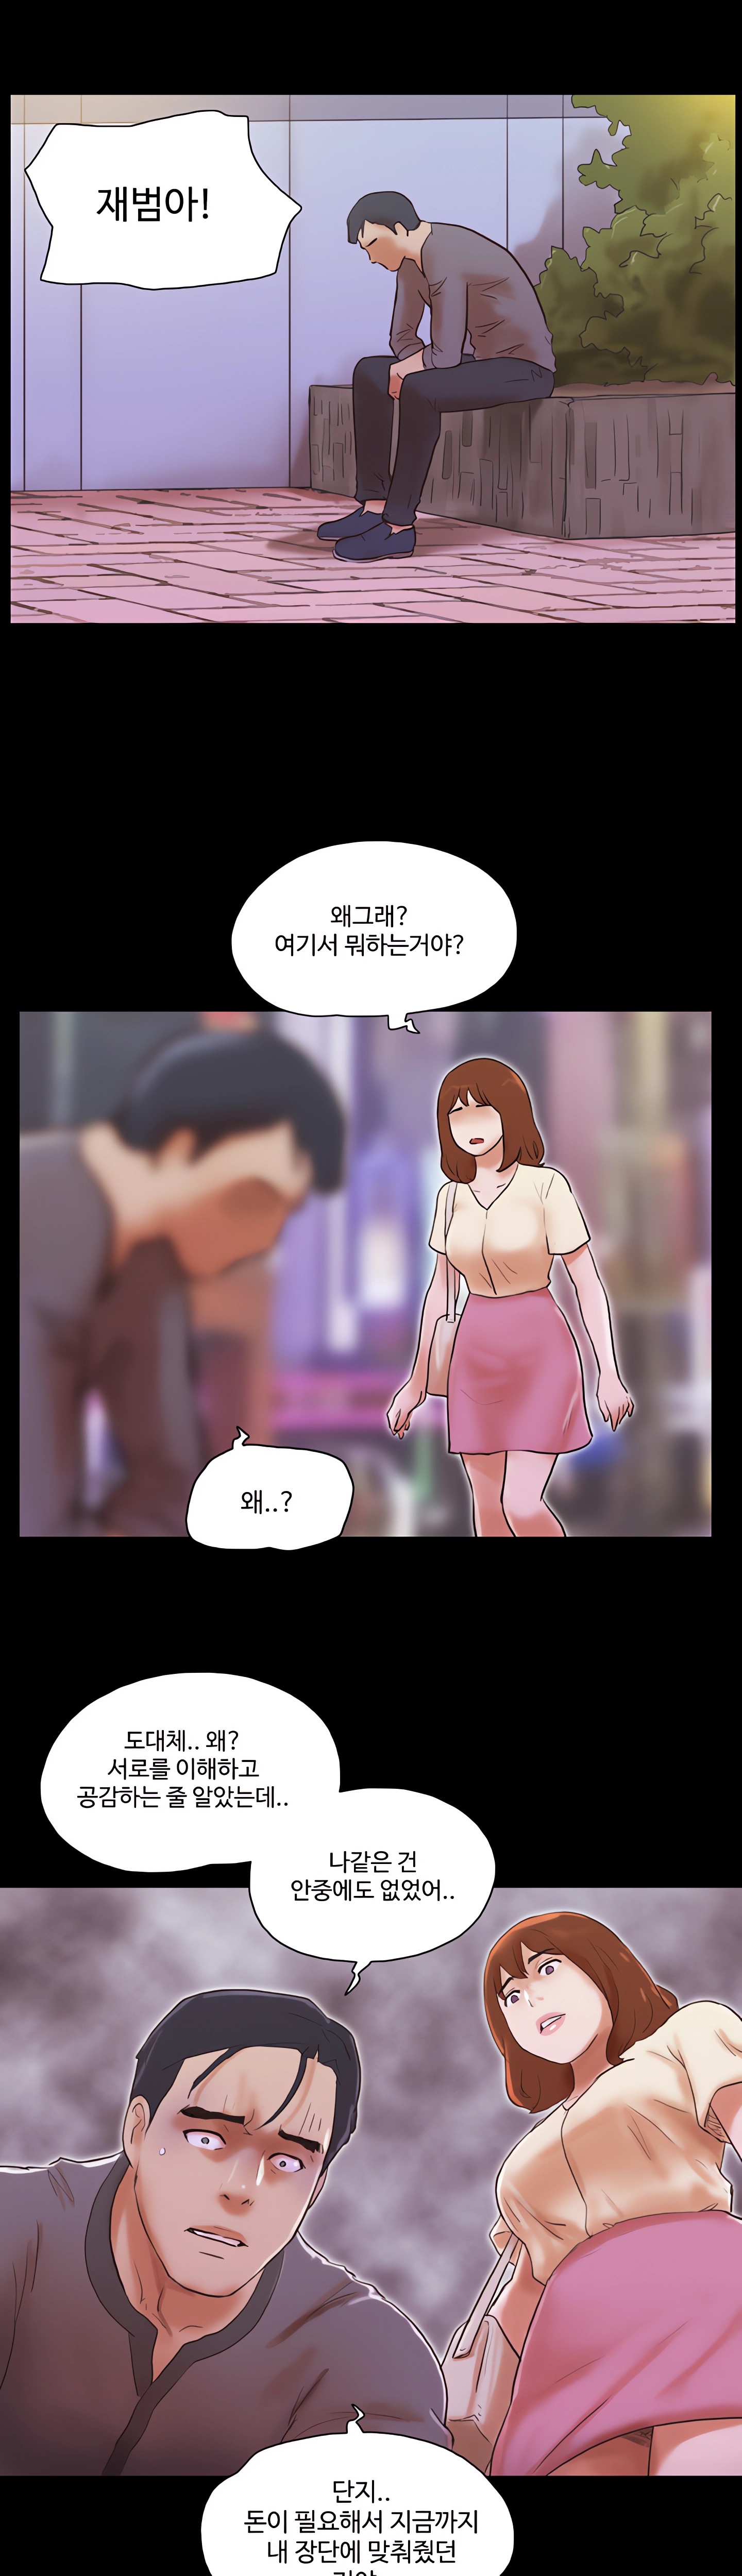 재범아!
왜그래?
여기서 뭐하는거야?
왜..?
도대체.. 왜?
서로를 이해하고
공감하는 줄 알았는데..
나같은 건
안중에도 없었어..
단지..
돈이 필요해서 지금까지
내 장단에 맞춰줬던